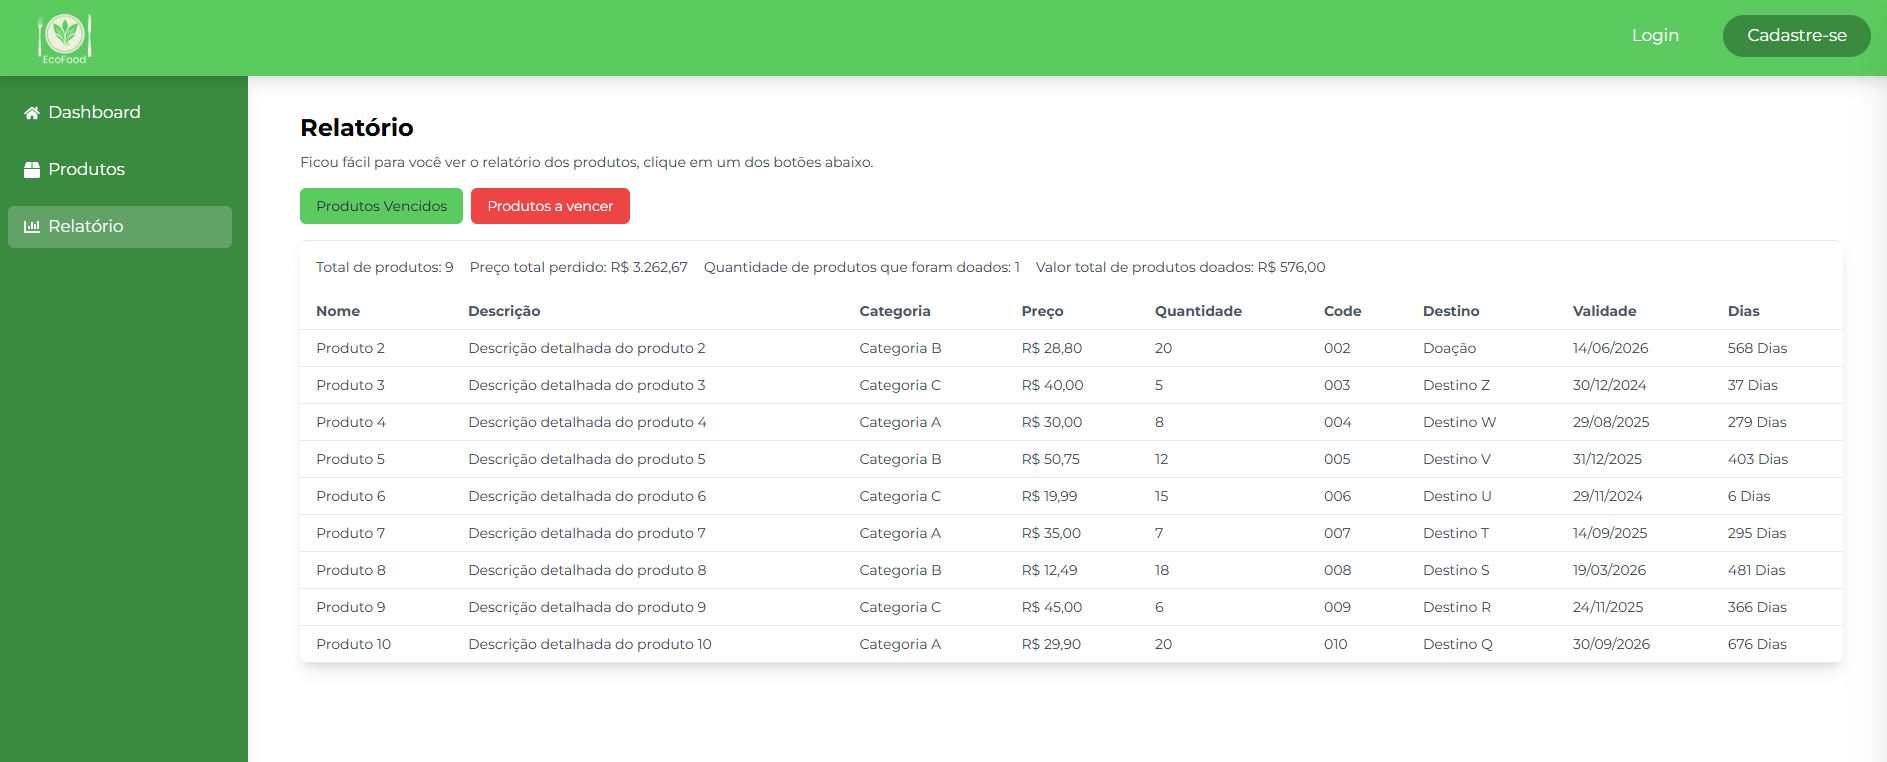 EcoFood
Login
Cadastre-se
Dashboard
Produtos
Relatório
Relatório
Ficou fácil para você ver o relatório dos produtos, clique em um dos botões abaixo.
Produtos Vencidos
Produtos a vencer
Total de produtos: 9 Preço total perdido: R$ 3.262,67 Quantidade de produtos que foram doados: 1 Valor total de produtos doados: R$ 576,00
Nome Descrição Categoria Preço Quantidade Code Destino Validade Dias
Produto 2 Descrição detalhada do produto 2 Categoria B R$ 28,80 20 002 Doação 14/06/2026 568 Dias
Produto 3 Descrição detalhada do produto 3 Categoria C R$ 40,00 5 003 Destino Z 30/12/2024 37 Dias
Produto 4 Descrição detalhada do produto 4 Categoria A R$ 30,00 8 004 Destino W 29/08/2025 279 Dias
Produto 5 Descrição detalhada do produto 5 Categoria B R$ 50,75 12 005 Destino V 31/12/2025 403 Dias
Produto 6 Descrição detalhada do produto 6 Categoria C R$ 19,99 15 006 Destino U 29/11/2024 6 Dias
Produto 7 Descrição detalhada do produto 7 Categoria A R$ 35,00 7 007 Destino T 14/09/2025 295 Dias
Produto 8 Descrição detalhada do produto 8 Categoria B R$ 12,49 18 008 Destino S 19/03/2026 481 Dias
Produto 9 Descrição detalhada do produto 9 Categoria C R$ 45,00 6 009 Destino R 24/11/2025 366 Dias
Produto 10 Descrição detalhada do produto 10 Categoria A R$ 29,90 20 010 Destino Q 30/09/2026 676 Dias